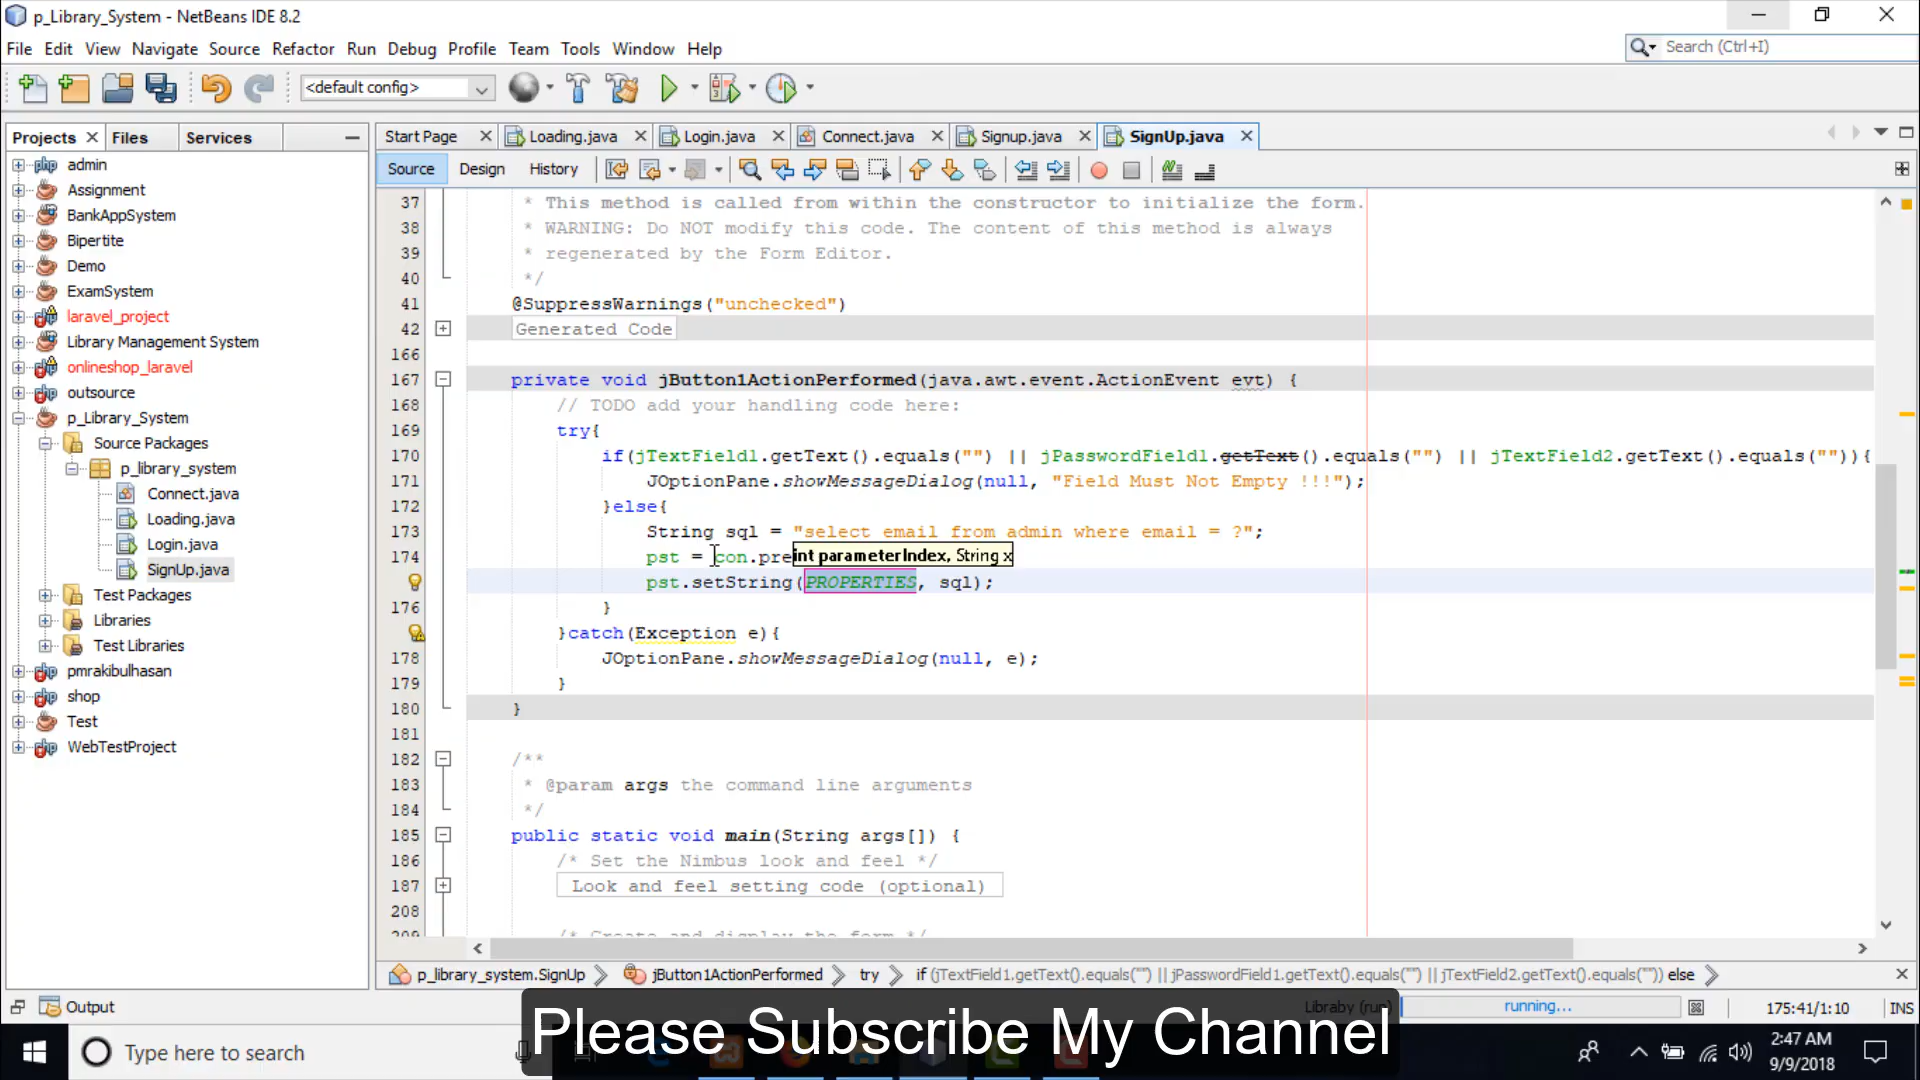 p_Library_System - NetBeans IDE 8.2
File Edit View Navigate Source Refactor Run Debug Profile Team Tools Window Help
Search (Ctrl+I)
<default config>
Projects Files Services
Start Page Loading.java Login.java Connect.java Signup.java SignUp.java
Source Design History
admin
Assignment
BankAppSystem
Bipertite
Demo
ExamSystem
laravel_project
Library Management System
onlineshop_laravel
outsource
p_Library_System
Source Packages
p_library_system
Connect.java
Loading.java
Login.java
SignUp.java
Test Packages
Libraries
Test Libraries
pmrakibulhasan
shop
Test
WebTestProject
37 * This method is called from within the constructor to initialize the form.
38 * WARNING: Do NOT modify this code. The content of this method is always
39 * regenerated by the Form Editor.
40 */
41 @SuppressWarnings("unchecked")
42 Generated Code
166
167 private void jButton1ActionPerformed(java.awt.event.ActionEvent evt) {
168 // TODO add your handling code here:
169 try{
170 if(jTextField1.getText().equals("") || jPasswordField1.getText().equals("") || jTextField2.getText().equals("")){
171 JOptionPane.showMessageDialog(null, "Field Must Not Empty !!!");
172 }else{
173 String sql = "select email from admin where email = ?";
174 pst = con.pre
int parameterIndex, String x
pst.setString(PROPERTIES, sql);
176 }
}catch(Exception e){
178 JOptionPane.showMessageDialog(null, e);
179 }
180 }
181
182 /**
183 * @param args the command line arguments
184 */
185 public static void main(String args[]) {
186 /* Set the Nimbus look and feel */
187 Look and feel setting code (optional)
208
209 /* Create and display the form */
p_library_system.SignUp jButton1ActionPerformed try if (jTextField1.getText().equals("") || jPasswordField1.getText().equals("") || jTextField2.getText().equals("")) else
Output
Libraby (run) running... 175:41/1:10 INS
Please Subscribe My Channel
Type here to search
2:47 AM
9/9/2018